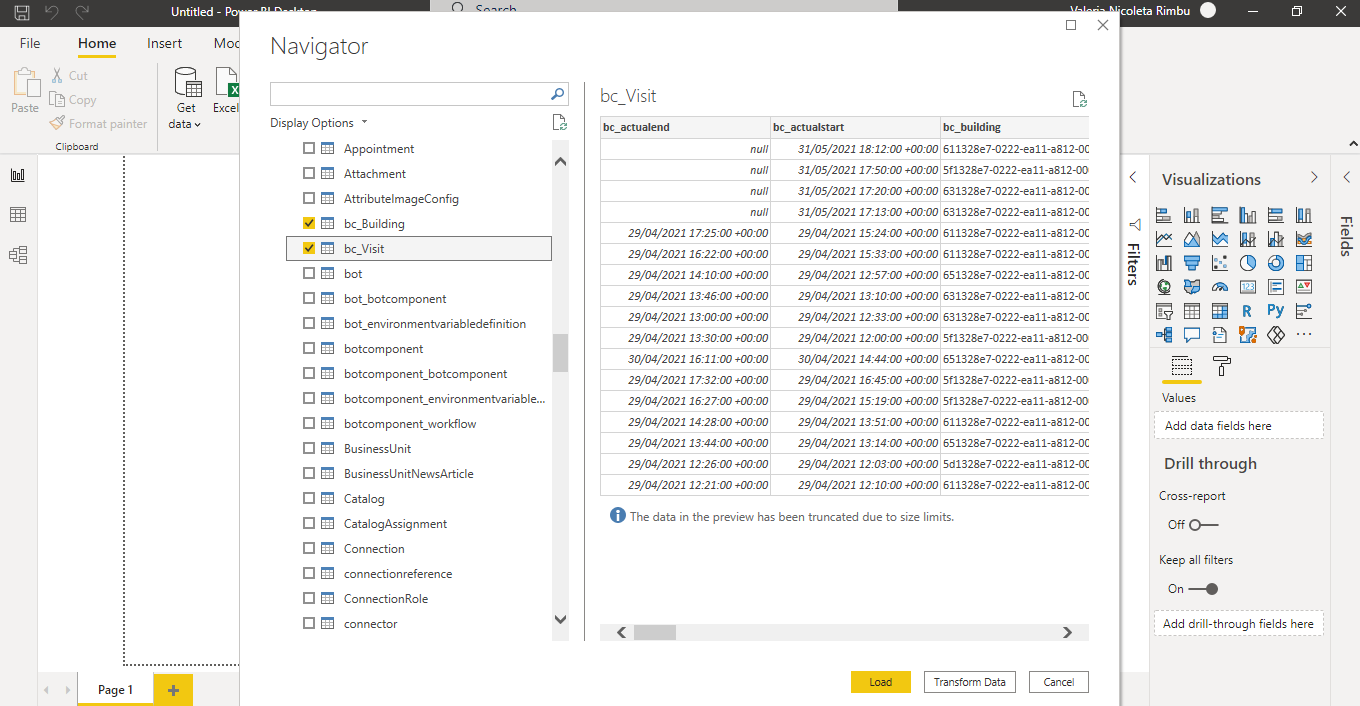 Untitled - Power BI Desktop
Search
Valeria Nicoleta Rimbu
File
Home
Insert
Mod
Paste
Cut
Copy
Format painter
Clipboard
Get
data
Excel
Navigator
Display Options
Appointment
Attachment
AttributeImageConfig
bc_Building
bc_Visit
bot
bot_botcomponent
bot_environmentvariabledefinition
botcomponent
botcomponent_botcomponent
botcomponent_environmentvariable...
botcomponent_workflow
BusinessUnit
BusinessUnitNewsArticle
Catalog
CatalogAssignment
Connection
connectionreference
ConnectionRole
connector
bc_Visit
bc_actualend bc_actualstart bc_building
null 31/05/2021 18:12:00 +00:00 611328e7-0222-ea11-a812-00
null 31/05/2021 17:50:00 +00:00 5f1328e7-0222-ea11-a812-00
null 31/05/2021 17:20:00 +00:00 631328e7-0222-ea11-a812-00
null 31/05/2021 17:13:00 +00:00 631328e7-0222-ea11-a812-00
29/04/2021 17:25:00 +00:00 29/04/2021 15:24:00 +00:00 611328e7-0222-ea11-a812-00
29/04/2021 16:22:00 +00:00 29/04/2021 15:33:00 +00:00 611328e7-0222-ea11-a812-00
29/04/2021 14:10:00 +00:00 29/04/2021 12:57:00 +00:00 651328e7-0222-ea11-a812-00
29/04/2021 13:46:00 +00:00 29/04/2021 13:10:00 +00:00 631328e7-0222-ea11-a812-00
29/04/2021 13:00:00 +00:00 29/04/2021 12:33:00 +00:00 631328e7-0222-ea11-a812-00
29/04/2021 13:30:00 +00:00 29/04/2021 12:00:00 +00:00 5f1328e7-0222-ea11-a812-00
30/04/2021 16:11:00 +00:00 30/04/2021 14:44:00 +00:00 651328e7-0222-ea11-a812-00
29/04/2021 17:32:00 +00:00 29/04/2021 16:45:00 +00:00 5f1328e7-0222-ea11-a812-00
29/04/2021 16:27:00 +00:00 29/04/2021 15:19:00 +00:00 5f1328e7-0222-ea11-a812-00
29/04/2021 14:28:00 +00:00 29/04/2021 13:51:00 +00:00 611328e7-0222-ea11-a812-00
29/04/2021 13:44:00 +00:00 29/04/2021 13:14:00 +00:00 651328e7-0222-ea11-a812-00
29/04/2021 12:26:00 +00:00 29/04/2021 12:03:00 +00:00 5d1328e7-0222-ea11-a812-00
29/04/2021 12:21:00 +00:00 29/04/2021 12:10:00 +00:00 611328e7-0222-ea11-a812-00
The data in the preview has been truncated due to size limits.
Load
Transform Data
Cancel
Filters
Visualizations
123
R
Py
Values
Add data fields here
Drill through
Cross-report
Off
Keep all filters
On
Add drill-through fields here
Fields
Page 1